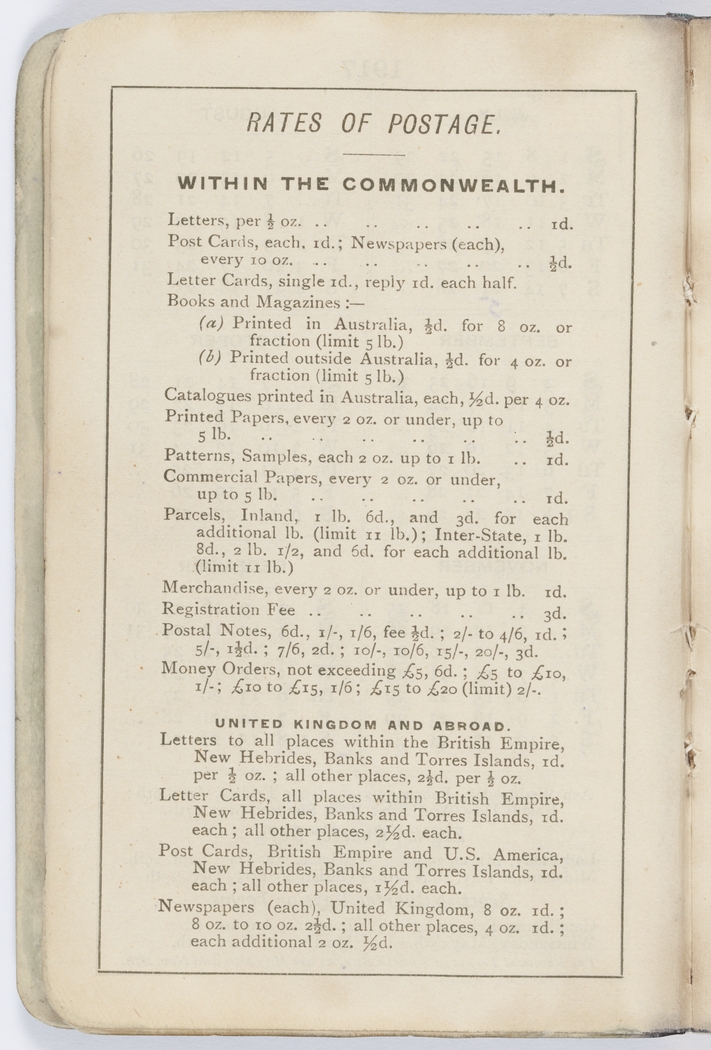 RATES OF POSTAGE.
WITHIN THE COMMONWEALTH.
Letters, per ½ oz. .. .. .. .. .. 1d.
Post Cards, each, 1d.; Newspapers (each),
every 10 oz. .. .. .. .. .. ½d.
Letter Cards, single 1d., reply 1d. each half.
Books and Magazines :—
(a) Printed in Australia, ½d. for 8 oz. or
fraction (limit 5 lb.)
(b) Printed outside Australia, ½d. for 4 oz. or
fraction (limit 5 lb.)
Catalogues printed in Australia, each, ½d. per 4 oz.
Printed Papers, every 2 oz. or under, up to
5 lb. .. .. .. .. .. .. ½d.
Patterns, Samples, each 2 oz. up to 1 lb. .. 1d.
Commercial Papers, every 2 oz. or under,
up to 5 lb. .. .. .. .. .. 1d.
Parcels, Inland, 1 lb. 6d., and 3d. for each
additional lb. (limit 11 lb.); Inter-State, 1 lb.
8d., 2 lb. 1/2, and 6d. for each additional lb.
(limit 11 lb.)
Merchandise, every 2 oz. or under, up to 1 lb. 1d.
Registration Fee .. .. .. .. .. 3d.
Postal Notes, 6d., 1/-, 1/6, fee ½d. ; 2/- to 4/6, 1d. ;
5/-, 1½d. ; 7/6, 2d. ; 10/-, 10/6, 15/-, 20/-, 3d.
Money Orders, not exceeding £5, 6d. ; £5 to £10,
1/-; £10 to £15, 1/6; £15 to £20 (limit) 2/-.
UNITED KINGDOM AND ABROAD.
Letters to all places within the British Empire,
New Hebrides, Banks and Torres Islands, 1d.
per ½ oz. ; all other places, 2½d. per ½ oz.
Letter Cards, all places within British Empire,
New Hebrides, Banks and Torres Islands, 1d.
each ; all other places, 2½d. each.
Post Cards, British Empire and U.S. America,
New Hebrides, Banks and Torres Islands, 1d.
each ; all other places, 1½d. each.
Newspapers (each), United Kingdom, 8 oz. 1d. ;
8 oz. to 10 oz. 2½d. ; all other places, 4 oz. 1d. ;
each additional 2 oz. ½d.